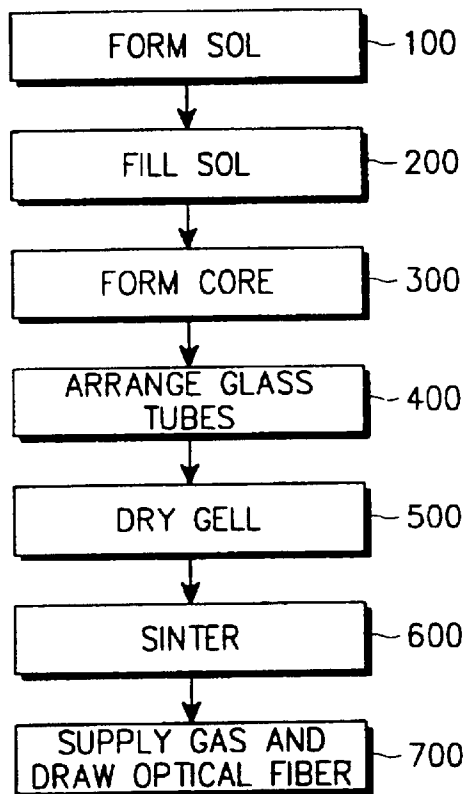 FORM SOL
100
FILL SOL
200
FORM CORE
300
ARRANGE GLASS
TUBES
400
DRY GELL
500
SINTER
600
SUPPLY GAS AND
DRAW OPTICAL FIBER
700